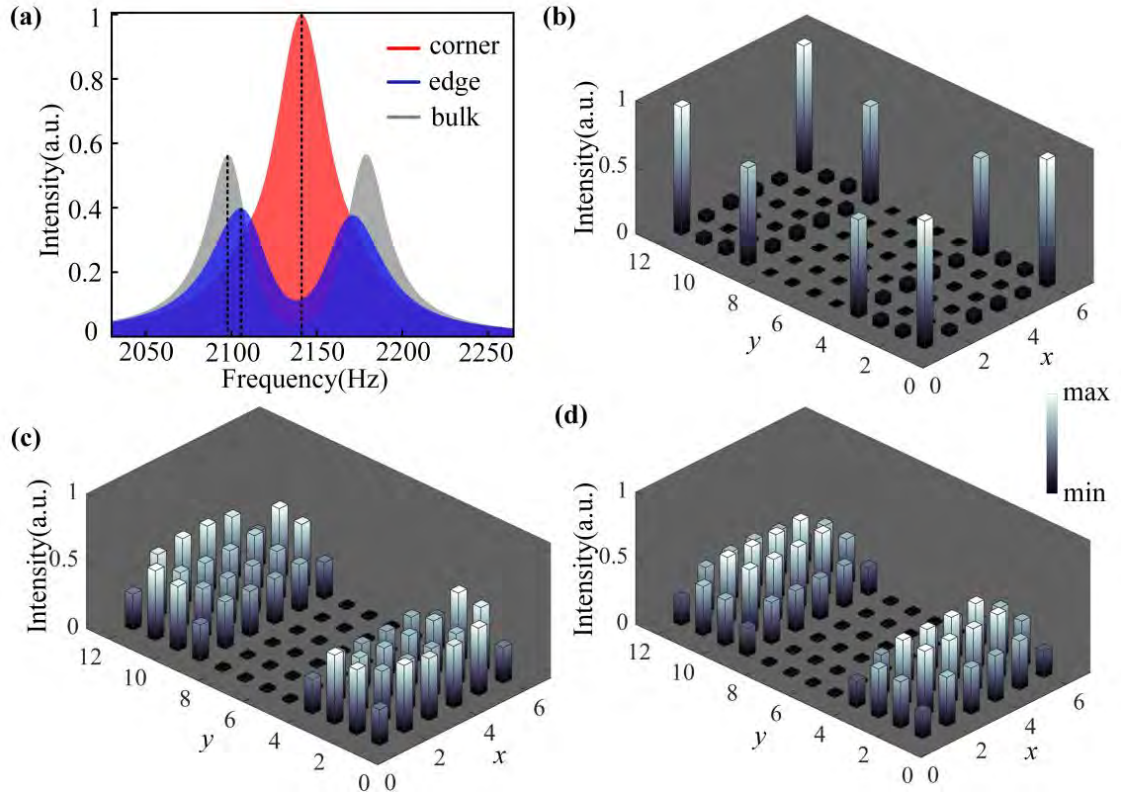 (a)
Intensity(a.u.)
1
0.8
0.6
0.4
0.2
0
2050 2100 2150 2200 2250
Frequency(Hz)
corner
edge
bulk
(b)
Intensity(a.u.)
1
0.5
0
12 10 8 6 4 2 0
y
0 2 4 6
x
max
min
(c)
Intensity(a.u.)
1
0.5
0
12 10 8 6 4 2 0
y
0 2 4 6
x
(d)
Intensity(a.u.)
1
0.5
0
12 10 8 6 4 2 0
y
0 2 4 6
x